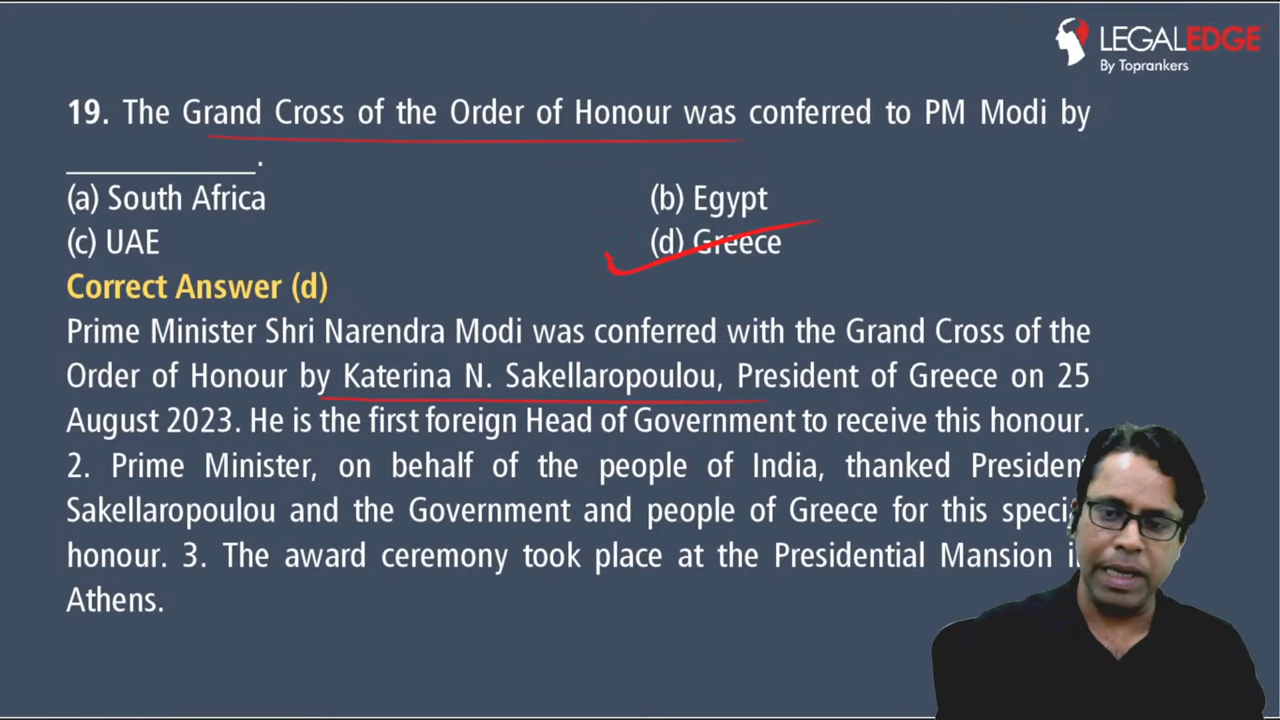 LEGALEDGE
By Toprankers
19. The Grand Cross of the Order of Honour was conferred to PM Modi by
____________.
(a) South Africa (b) Egypt
(c) UAE (d) Greece
Correct Answer (d)
Prime Minister Shri Narendra Modi was conferred with the Grand Cross of the
Order of Honour by Katerina N. Sakellaropoulou, President of Greece on 25
August 2023. He is the first foreign Head of Government to receive this honour.
2. Prime Minister, on behalf of the people of India, thanked President
Sakellaropoulou and the Government and people of Greece for this special
honour. 3. The award ceremony took place at the Presidential Mansion in
Athens.